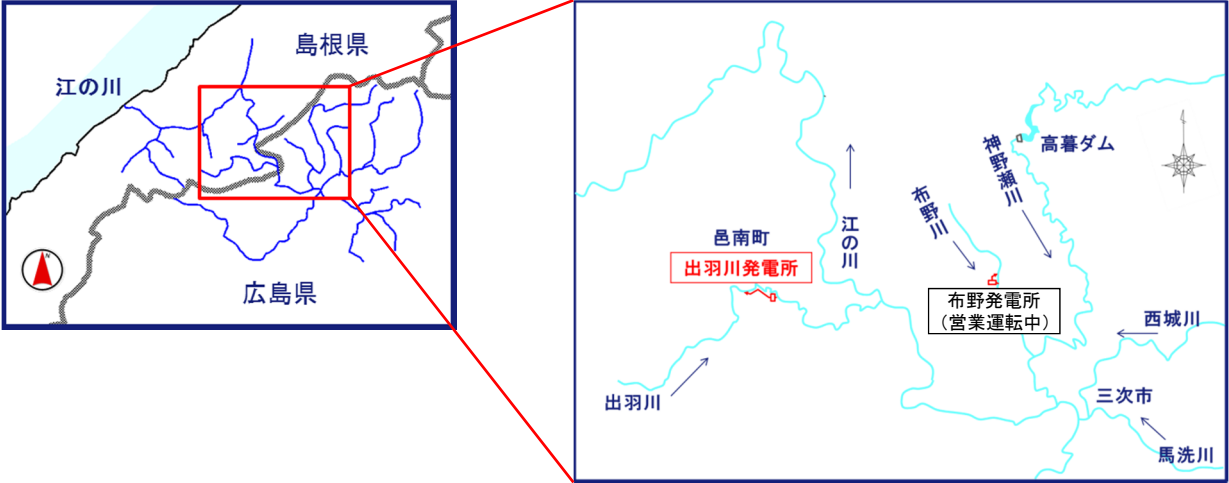 島根県
江の川
広島県
N
高暮ダム
神野瀬川
布野川
江の川
邑南町
出羽川発電所
布野発電所
（営業運転中）
西城川
三次市
出羽川
馬洗川